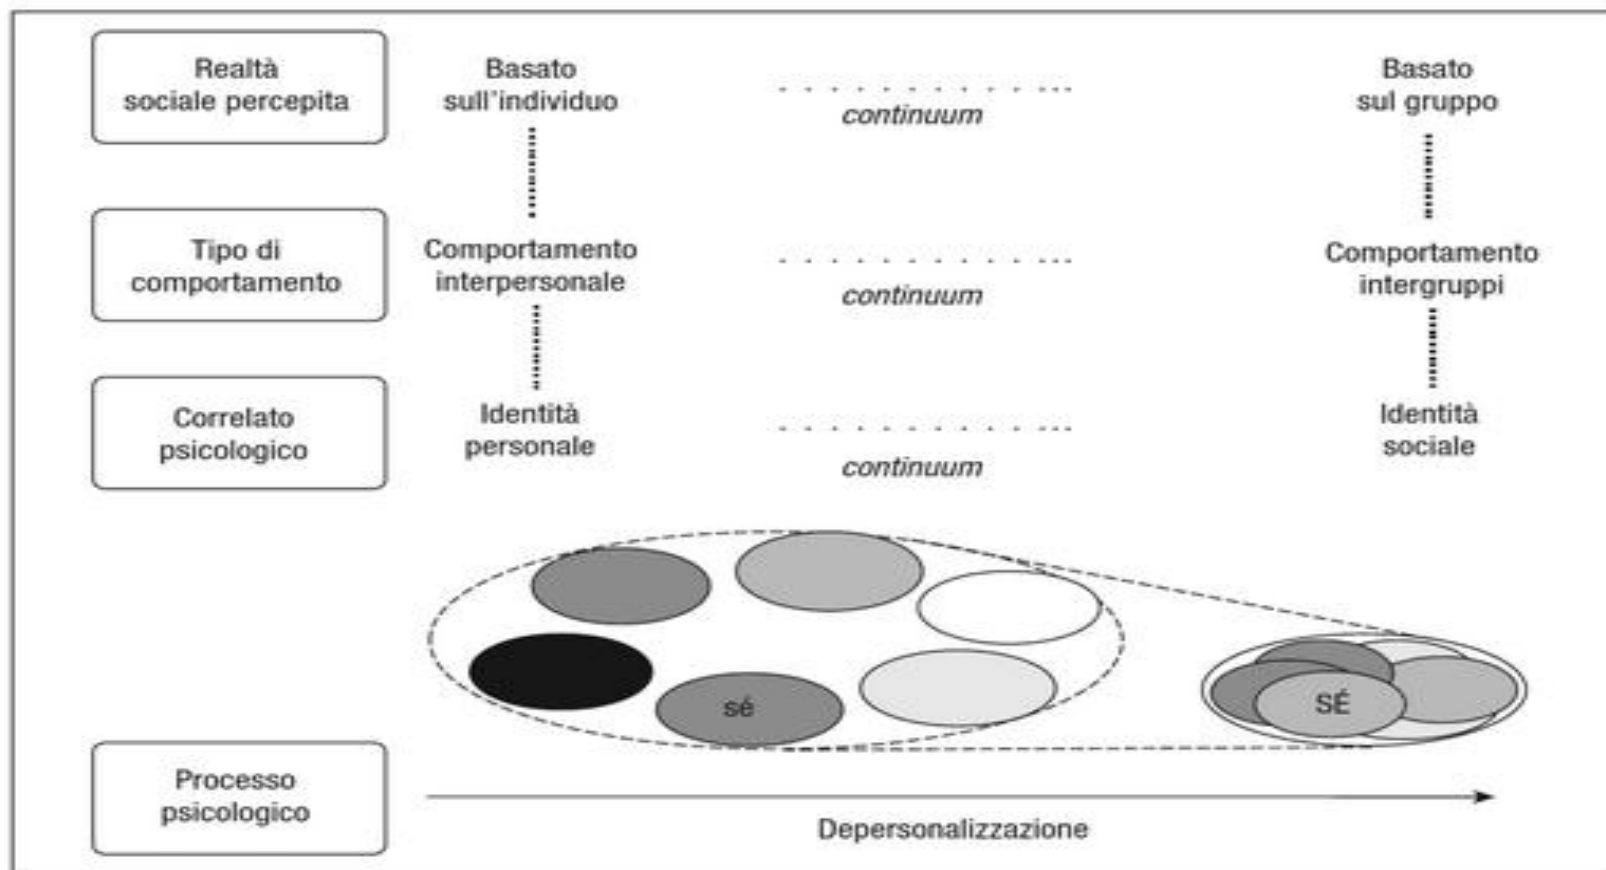 Realtà
sociale percepita
Basato
sull'individuo
continuum
Basato
sul gruppo
Tipo di
comportamento
Comportamento
interpersonale
continuum
Comportamento
intergruppi
Correlato
psicologico
Identità
personale
continuum
Identità
sociale
sé
SÉ
Processo
psicologico
Depersonalizzazione